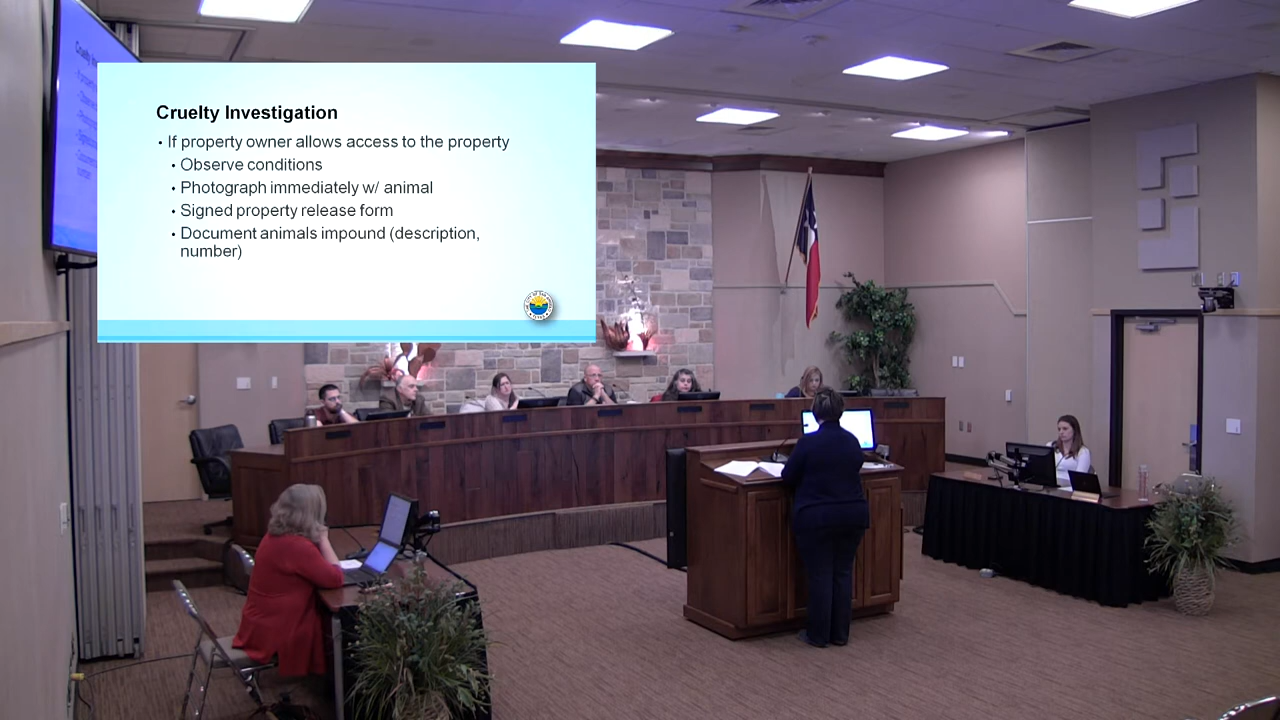 Cruelty Investigation
• If property owner allows access to the property
• Observe conditions
• Photograph immediately w/ animal
• Signed property release form
• Document animals impound (description,
number)